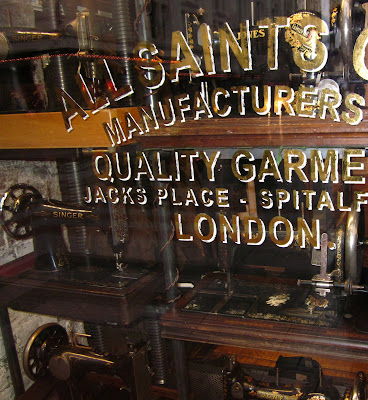 ALL SAINTS
MANUFACTURERS
QUALITY GARME
JACKS PLACE - SPITALF
LONDON.
SINGER